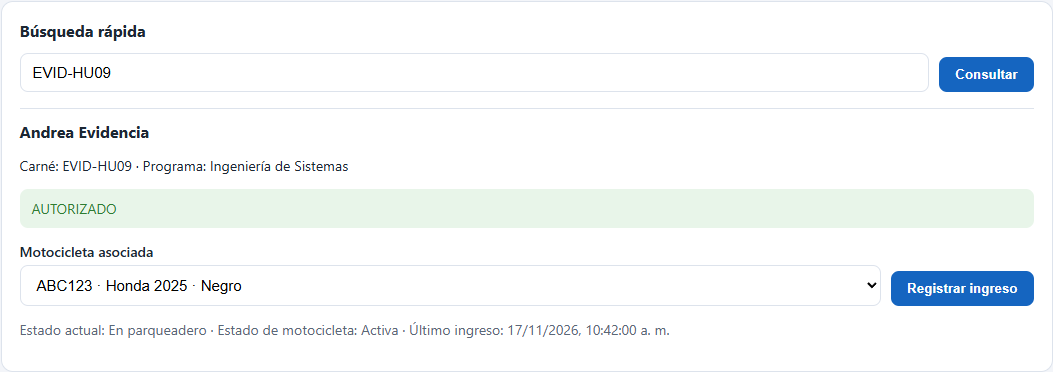 Búsqueda rápida
EVID-HU09
Consultar
Andrea Evidencia
Carné: EVID-HU09 · Programa: Ingeniería de Sistemas
AUTORIZADO
Motocicleta asociada
ABC123 · Honda 2025 · Negro
Registrar ingreso
Estado actual: En parqueadero · Estado de motocicleta: Activa · Último ingreso: 17/11/2026, 10:42:00 a. m.